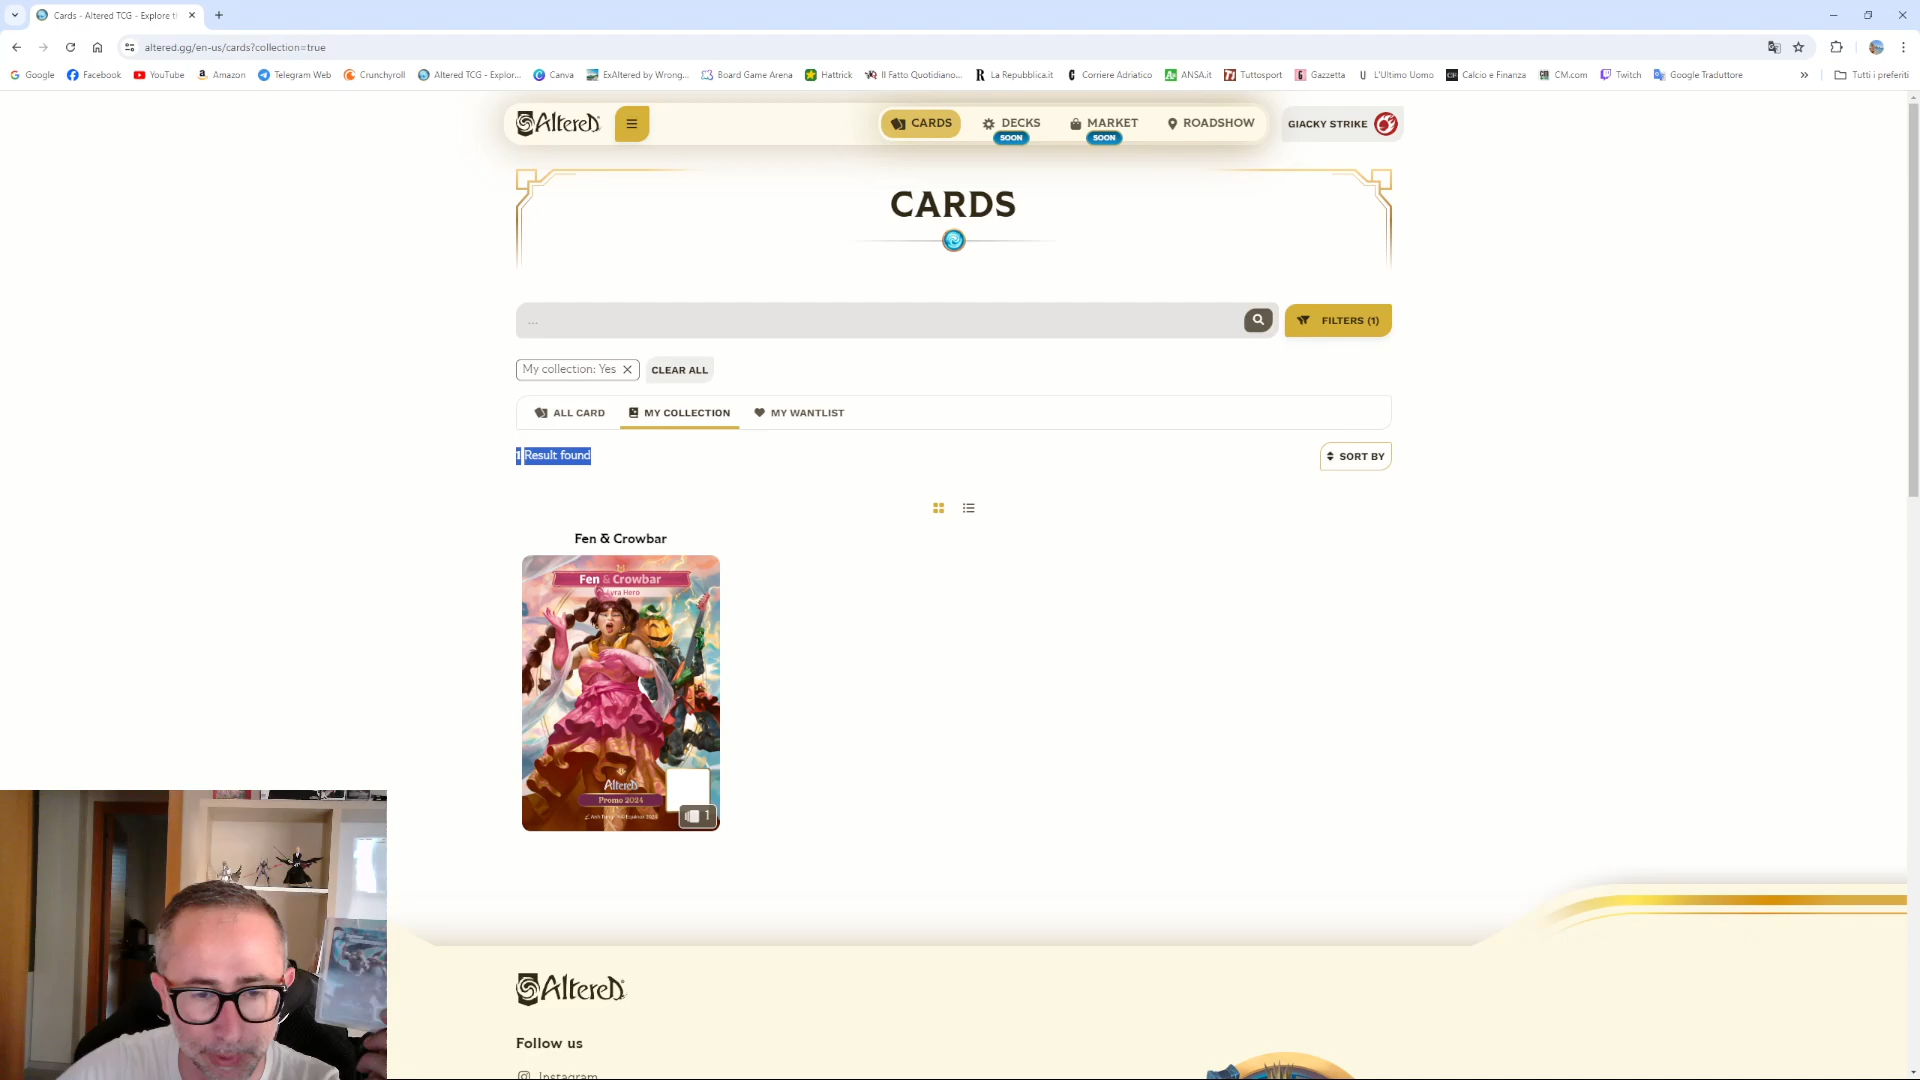 Cards - Altered TCG - Explore t
altered.gg/en-us/cards?collection=true
Google
Facebook
YouTube
Amazon
Telegram Web
Crunchyroll
Altered TCG - Explor...
Canva
ExAltered by Wrong...
Board Game Arena
Hattrick
Il Fatto Quotidiano...
La Repubblica.it
Corriere Adriatico
ANSA.it
Tuttosport
Gazzetta
L'Ultimo Uomo
Calcio e Finanza
CM.com
Twitch
Google Traduttore
Tutti i preferiti
Altered
CARDS
DECKS
SOON
MARKET
SOON
ROADSHOW
GIACKY STRIKE
CARDS
...
FILTERS (1)
My collection: Yes
CLEAR ALL
ALL CARD
MY COLLECTION
MY WANTLIST
1 Result found
SORT BY
Fen & Crowbar
Fen & Crowbar
Lyra Hero
Altered
Promo 2024
1
Altered
Follow us
Instagram